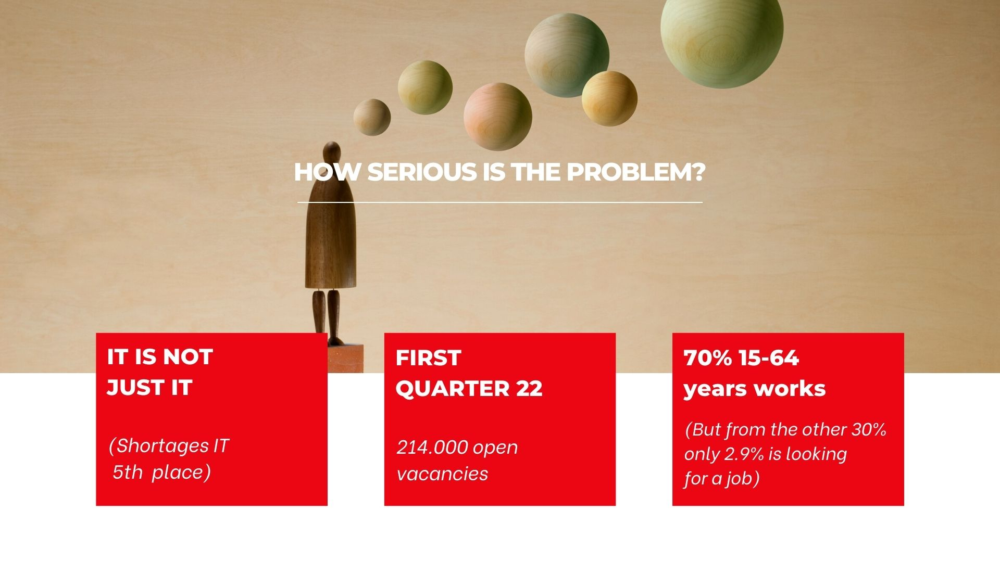 HOW SERIOUS IS THE PROBLEM?
IT IS NOT
JUST IT
(Shortages IT
5th place)
FIRST
QUARTER 22
214.000 open
vacancies
70% 15-64
years works
(But from the other 30%
only 2.9% is looking
for a job)